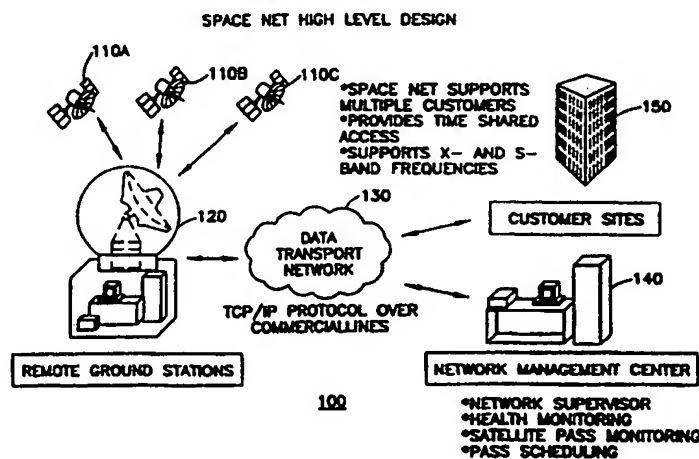 SPACE NET HIGH LEVEL DESIGN
110A
110B
110C
*SPACE NET SUPPORTS
MULTIPLE CUSTOMERS
*PROVIDES TIME SHARED
ACCESS
*SUPPORTS X- AND S-
BAND FREQUENCIES
150
120
130
DATA
TRANSPORT
NETWORK
CUSTOMER SITES
140
TCP/IP PROTOCOL OVER
COMMERCIALLINES
REMOTE GROUND STATIONS
NETWORK MANAGEMENT CENTER
100
*NETWORK SUPERVISOR
*HEALTH MONITORING
*SATELLITE PASS MONITORING
*PASS SCHEDULING